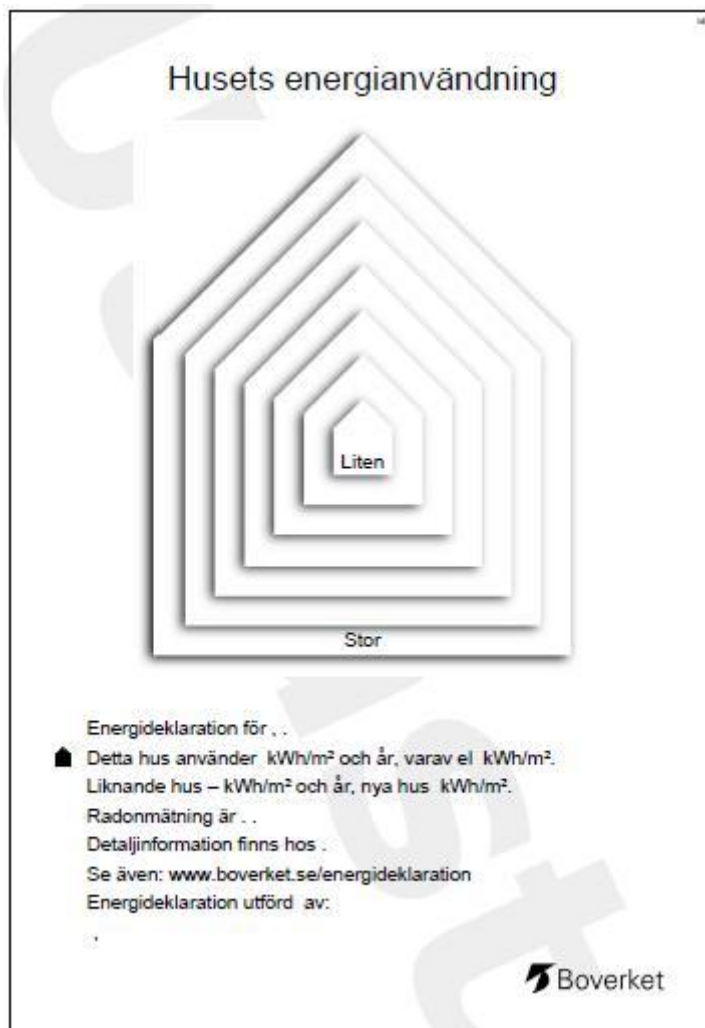 Husets energianvändning
Liten
Stor
Energideklaration för , .
Detta hus använder kWh/m² och år, varav el kWh/m².
Liknande hus – kWh/m² och år, nya hus kWh/m².
Radonmätning är . .
Detaljinformation finns hos .
Se även: www.boverket.se/energideklaration
Energideklaration utförd av:
,
Boverket